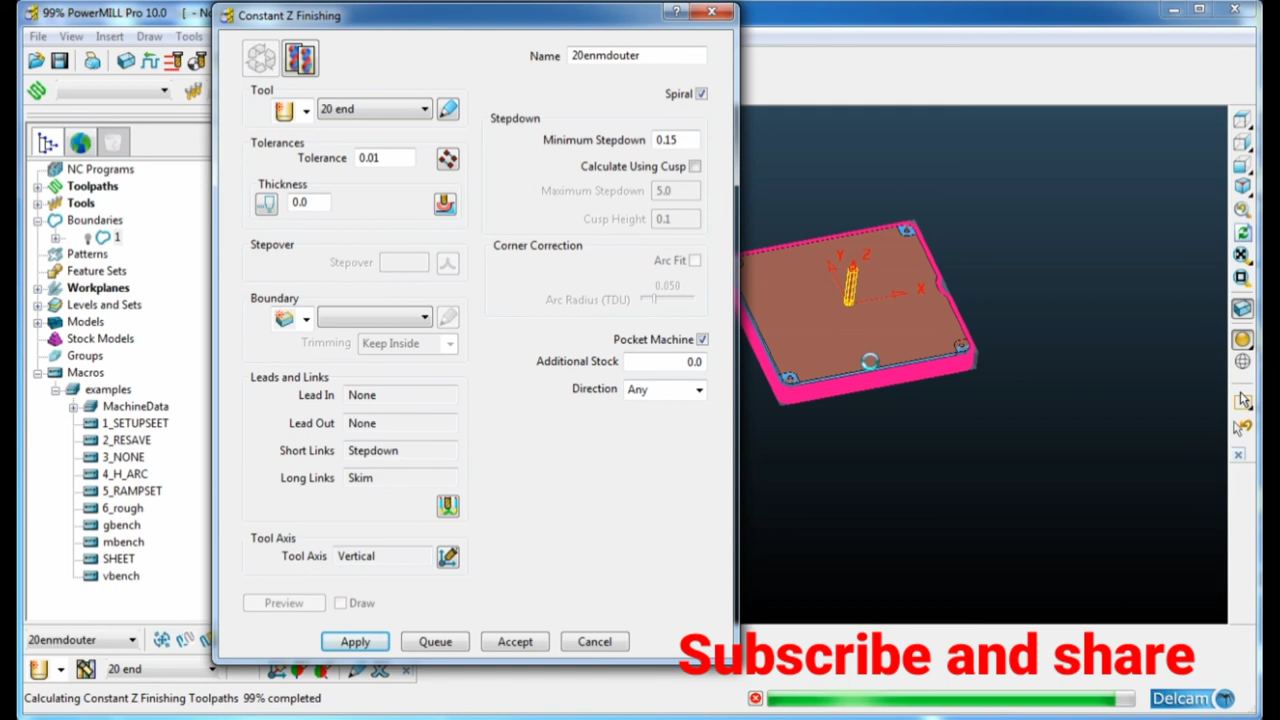 99% PowerMILL Pro 10.0 [ - No
File View Insert Draw Tools
NC Programs
Toolpaths
Tools
Boundaries
1
Patterns
Feature Sets
Workplanes
Levels and Sets
Models
Stock Models
Groups
Macros
examples
MachineData
1_SETUPSEET
2_RESAVE
3_NONE
4_H_ARC
5_RAMPSET
6_rough
gbench
mbench
SHEET
vbench
Constant Z Finishing
Name 20enmdouter
Tool
20 end
Tolerances
Tolerance 0.01
Thickness
0.0
Stepover
Stepover
Boundary
Trimming Keep Inside
Leads and Links
Lead In None
Lead Out None
Short Links Stepdown
Long Links Skim
Tool Axis
Tool Axis Vertical
Spiral
Stepdown
Minimum Stepdown 0.15
Calculate Using Cusp
Maximum Stepdown 5.0
Cusp Height 0.1
Corner Correction
Arc Fit
0.050
Arc Radius (TDU)
Pocket Machine
Additional Stock 0.0
Direction Any
Preview Draw
Apply Queue Accept Cancel
Y Z
X
20enmdouter
20 end
Subscribe and share
Calculating Constant Z Finishing Toolpaths 99% completed
Delcam